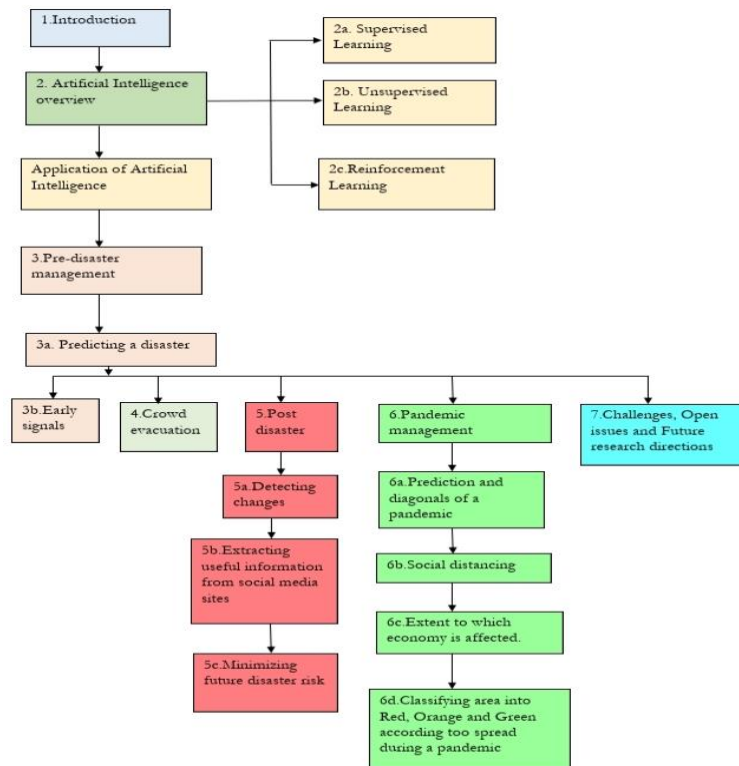 1.Introduction
2. Artificial Intelligence
overview
2a. Supervised
Learning
2b. Unsupervised
Learning
2c.Reinforcement
Learning
Application of Artificial
Intelligence
3.Pre-disaster
management
3a. Predicting a disaster
3b.Early
signals
4.Crowd
evacuation
5.Post
disaster
5a.Detecting
changes
5b.Extracting
useful information
from social media
sites
5c.Minimizing
future disaster risk
6.Pandemic
management
6a.Prediction and
diagonals of a
pandemic
6b.Social distancing
6c.Extent to which
economy is affected.
6d.Classifying area into
Red, Orange and Green
according too spread
during a pandemic
7.Challenges, Open
issues and Future
research directions